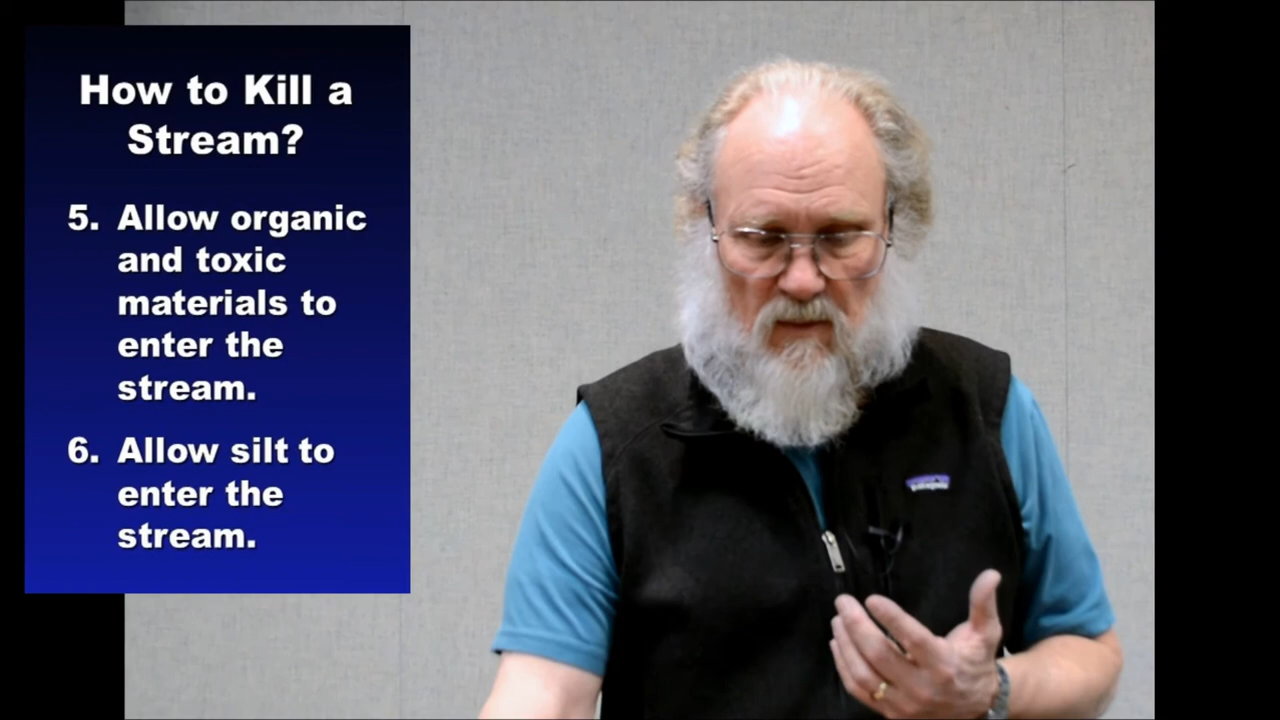 How to Kill a
Stream?
5. Allow organic
and toxic
materials to
enter the
stream.
6. Allow silt to
enter the
stream.
patagonia